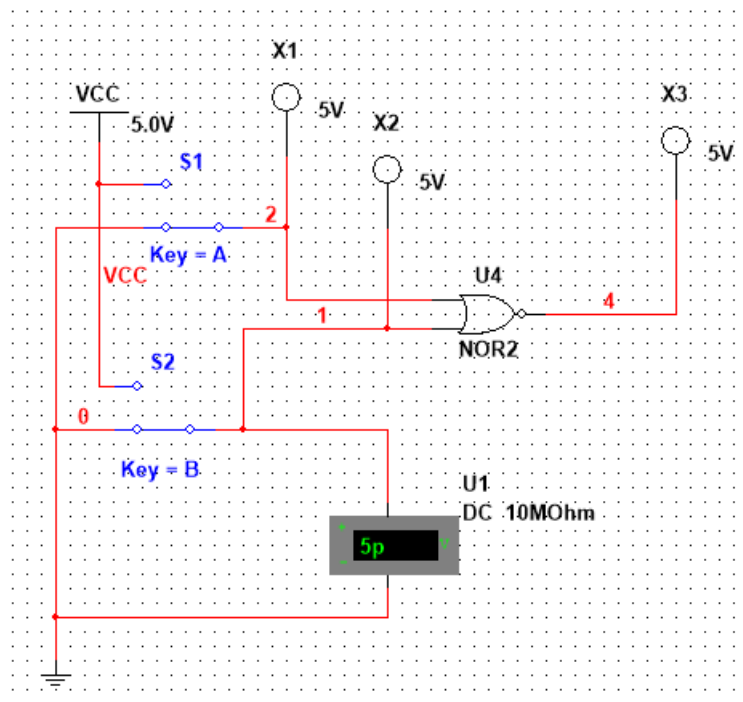 X1
VCC
5.0V
5V
X2
X3
S1
5V
5V
2
Key = A
VCC
U4
1
4
NOR2
S2
0
Key = B
U1
DC 10MOhm
+
5p
V
-